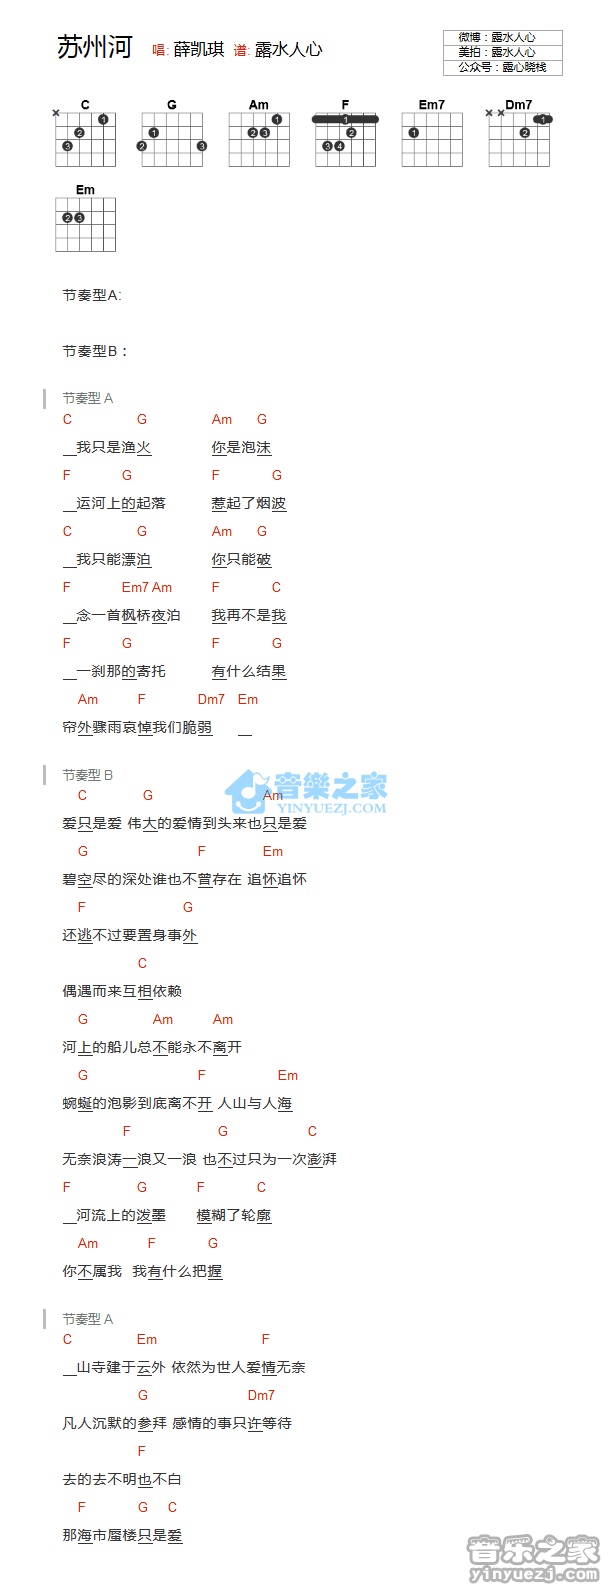 苏州河 唱: 薛凯琪 谱: 露水人心
微博：露水人心
美拍：露水人心
公众号：露心晓栈
C G Am F Em7 Dm7
Em
节奏型A:
节奏型B：
节奏型 A
C G Am G
__我只是渔火 你是泡沫
F G F G
__运河上的起落 惹起了烟波
C G Am G
__我只能漂泊 你只能破
F Em7 Am F C
__念一首枫桥夜泊 我再不是我
F G F G
__一刹那的寄托 有什么结果
Am F Dm7 Em
帘外骤雨哀悼我们脆弱 __
节奏型 B
音樂之家
YINYUEZJ.COM
C G Am
爱只是爱 伟大的爱情到头来也只是爱
G F Em
碧空尽的深处谁也不曾存在 追怀追怀
F G
还逃不过要置身事外
C
偶遇而来互相依赖
G Am Am
河上的船儿总不能永不离开
G F Em
蜿蜒的泡影到底离不开 人山与人海
F G C
无奈浪涛一浪又一浪 也不过只为一次澎湃
F G F C
__河流上的泼墨 模糊了轮廓
Am F G
你不属我 我有什么把握
节奏型 A
C Em F
__山寺建于云外 依然为世人爱情无奈
G Dm7
凡人沉默的参拜 感情的事只许等待
F
去的去不明也不白
F G C
那海市蜃楼只是爱
音乐之家
yinyuezj.com